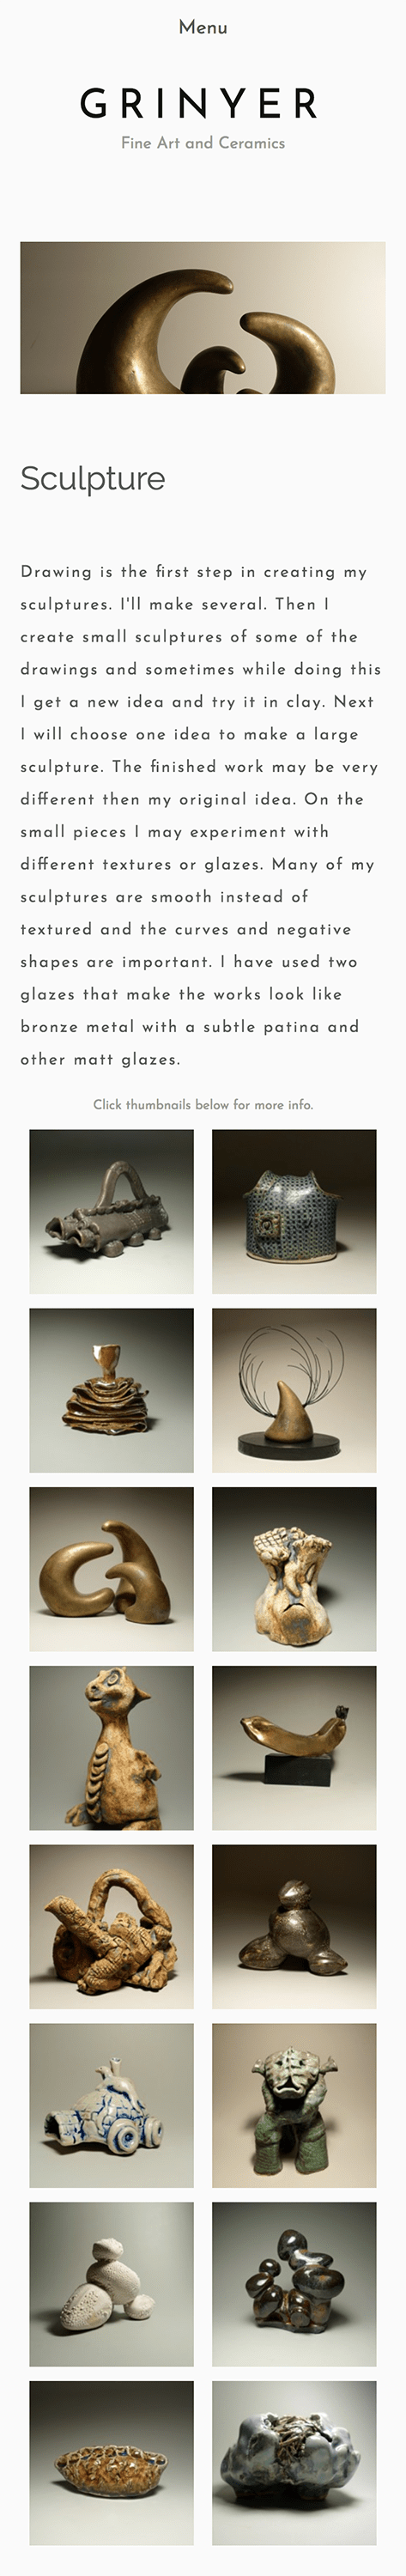 Menu
GRINYER
Fine Art and Ceramics
Sculpture
Drawing is the first step in creating my
sculptures. I'll make several. Then I
create small sculptures of some of the
drawings and sometimes while doing this
I get a new idea and try it in clay. Next
I will choose one idea to make a large
sculpture. The finished work may be very
different then my original idea. On the
small pieces I may experiment with
different textures or glazes. Many of my
sculptures are smooth instead of
textured and the curves and negative
shapes are important. I have used two
glazes that make the works look like
bronze metal with a subtle patina and
other matt glazes.
Click thumbnails below for more info.